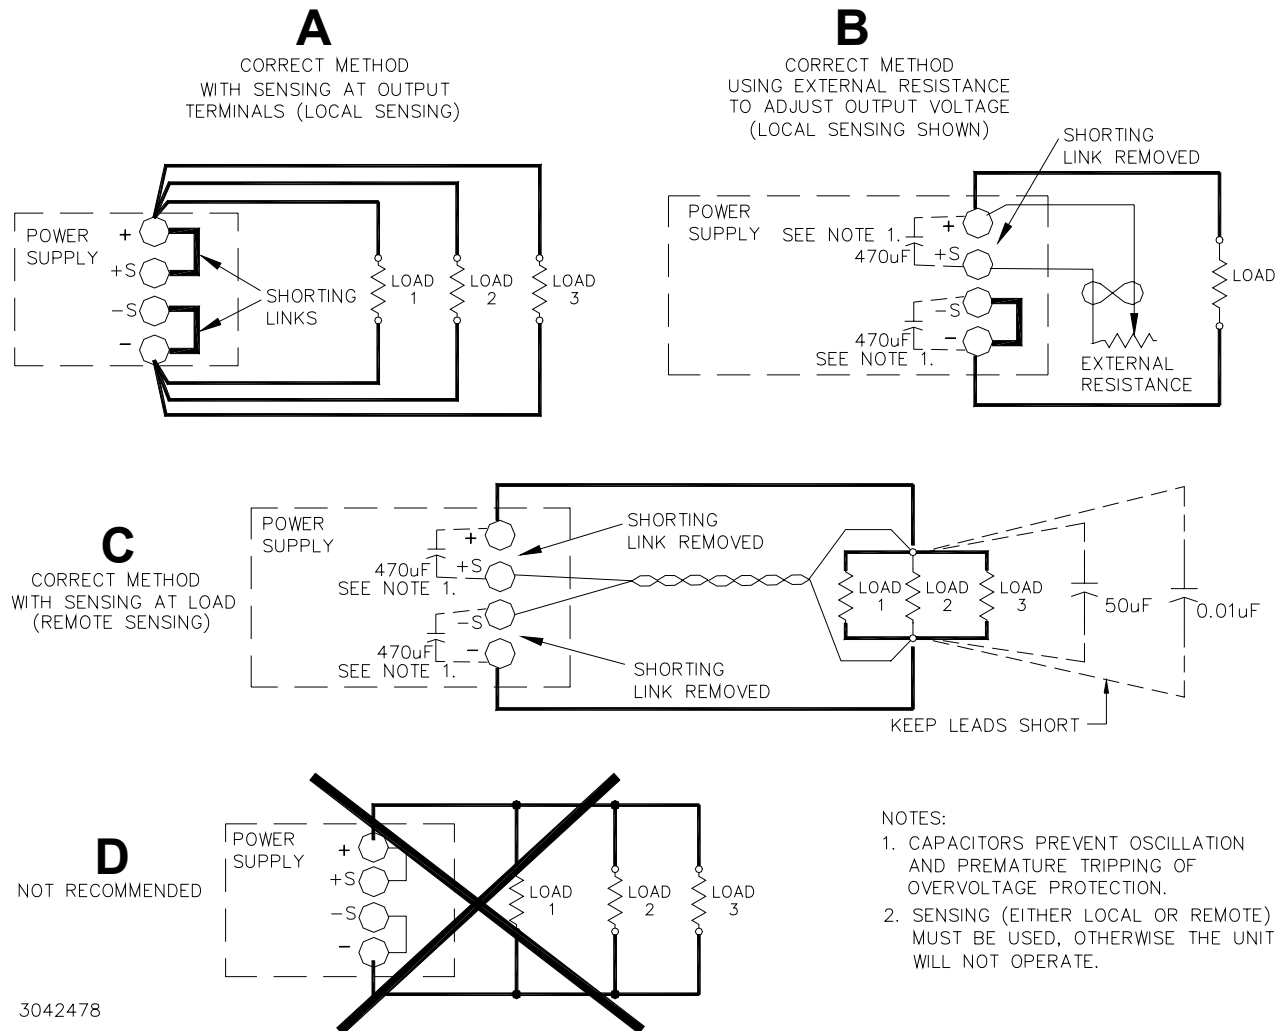 A
CORRECT METHOD
WITH SENSING AT OUTPUT
TERMINALS (LOCAL SENSING)
POWER
SUPPLY
+
+S
-S
-
SHORTING
LINKS
LOAD
1
LOAD
2
LOAD
3
B
CORRECT METHOD
USING EXTERNAL RESISTANCE
TO ADJUST OUTPUT VOLTAGE
(LOCAL SENSING SHOWN)
SHORTING
LINK REMOVED
POWER
SUPPLY
SEE NOTE 1.
470uF
+
+S
-S
-
470uF
SEE NOTE 1.
LOAD
EXTERNAL
RESISTANCE
C
CORRECT METHOD
WITH SENSING AT LOAD
(REMOTE SENSING)
POWER
SUPPLY
+
+S
470uF
SEE NOTE 1.
-S
-
470uF
SEE NOTE 1.
SHORTING
LINK REMOVED
SHORTING
LINK REMOVED
LOAD
1
LOAD
2
LOAD
3
50uF
0.01uF
KEEP LEADS SHORT
D
NOT RECOMMENDED
POWER
SUPPLY
+
+S
-S
-
LOAD
1
LOAD
2
LOAD
3
NOTES:
1. CAPACITORS PREVENT OSCILLATION
AND PREMATURE TRIPPING OF
OVERVOLTAGE PROTECTION.
2. SENSING (EITHER LOCAL OR REMOTE)
MUST BE USED, OTHERWISE THE UNIT
WILL NOT OPERATE.
3042478